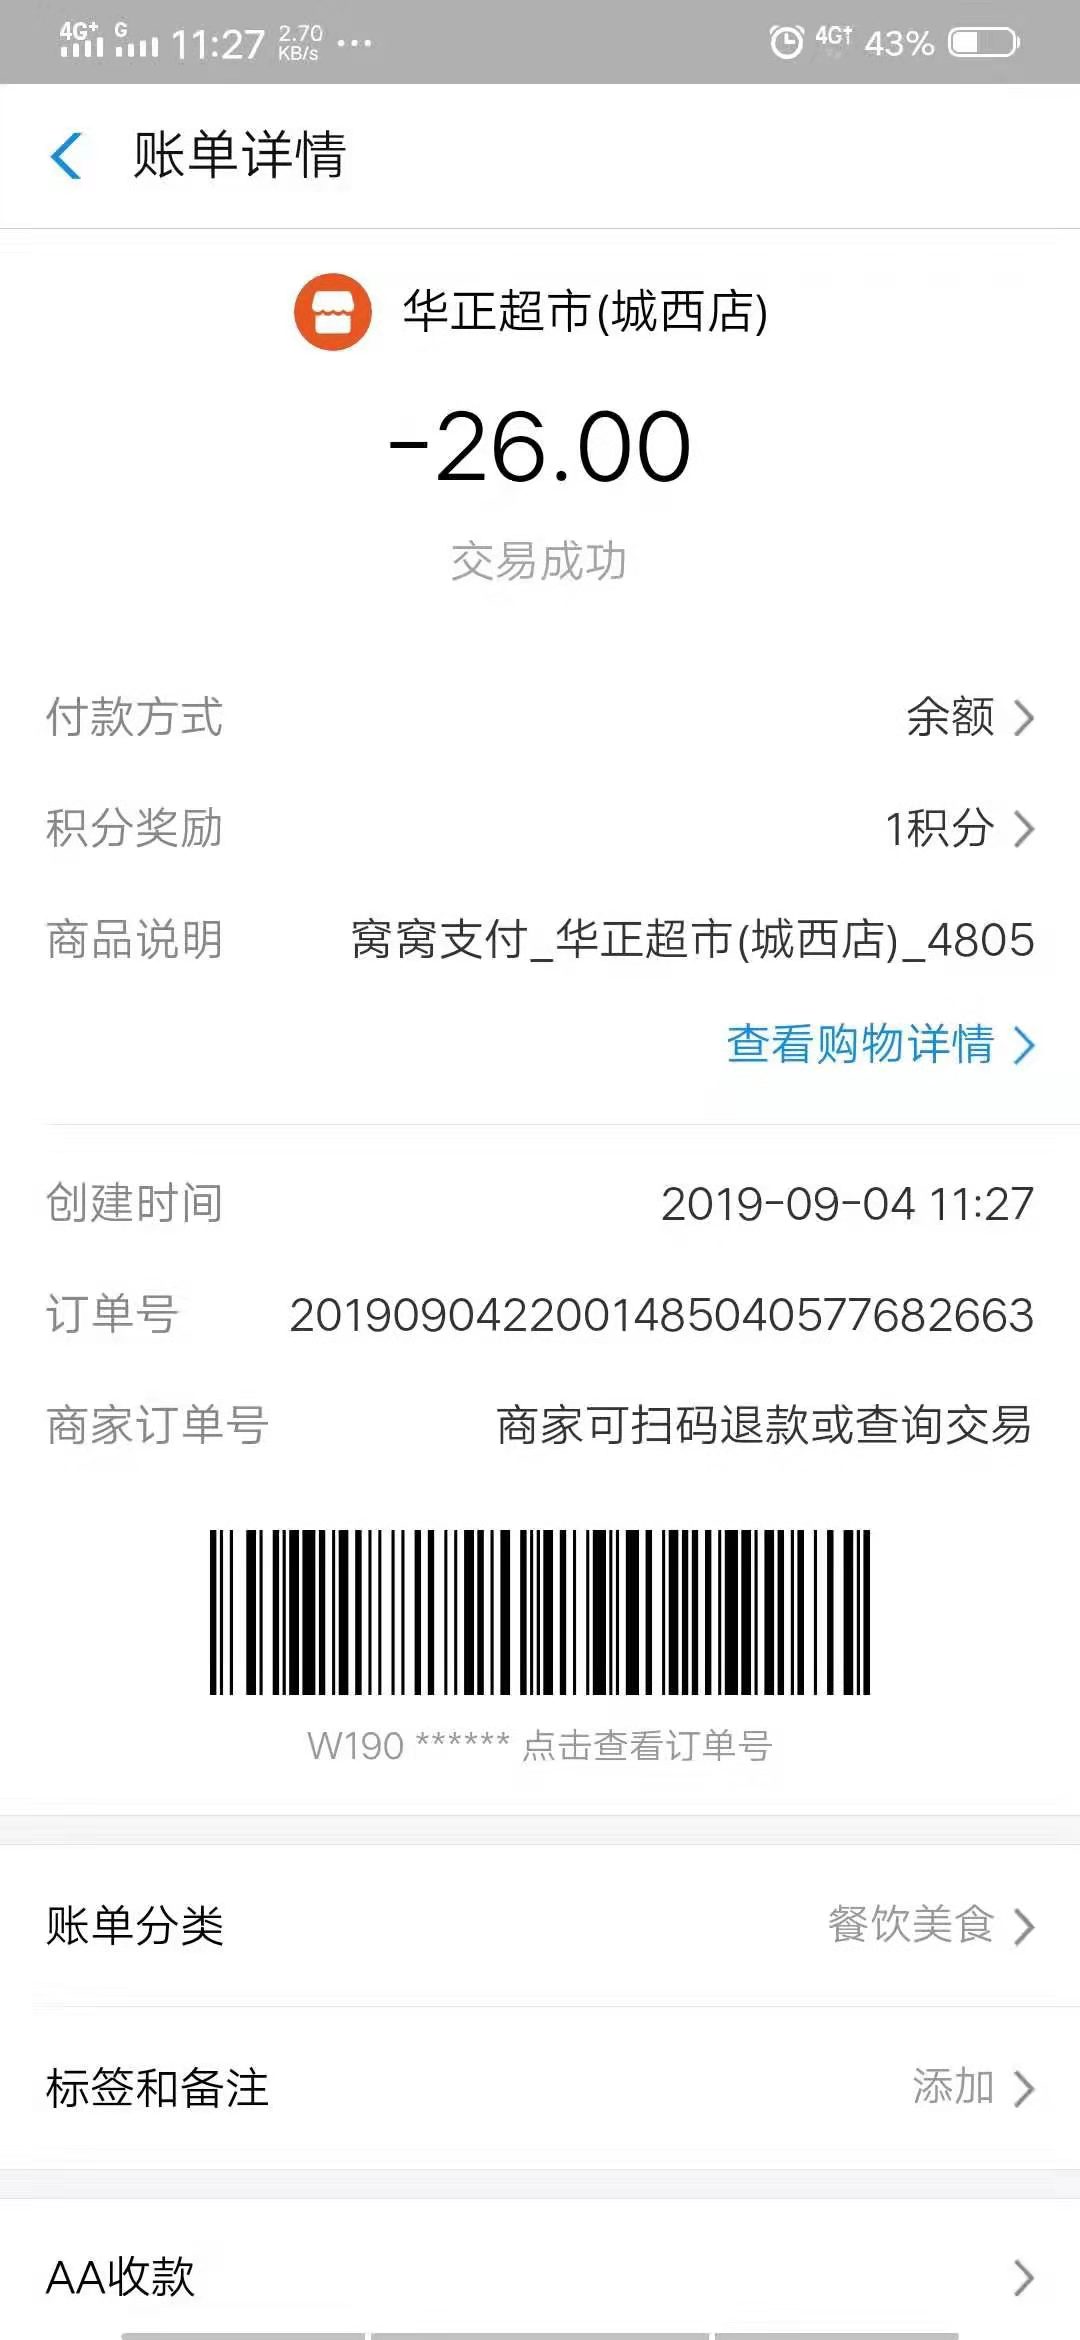 4G+ G 11:27 2.70 KB/s ... 4G↑ 43%
账单详情
华正超市(城西店)
-26.00
交易成功
付款方式 余额
积分奖励 1积分
商品说明 窝窝支付_华正超市(城西店)_4805
查看购物详情
创建时间 2019-09-04 11:27
订单号 2019090422001485040577682663
商家订单号 商家可扫码退款或查询交易
W190 ****** 点击查看订单号
账单分类 餐饮美食
标签和备注 添加
AA收款